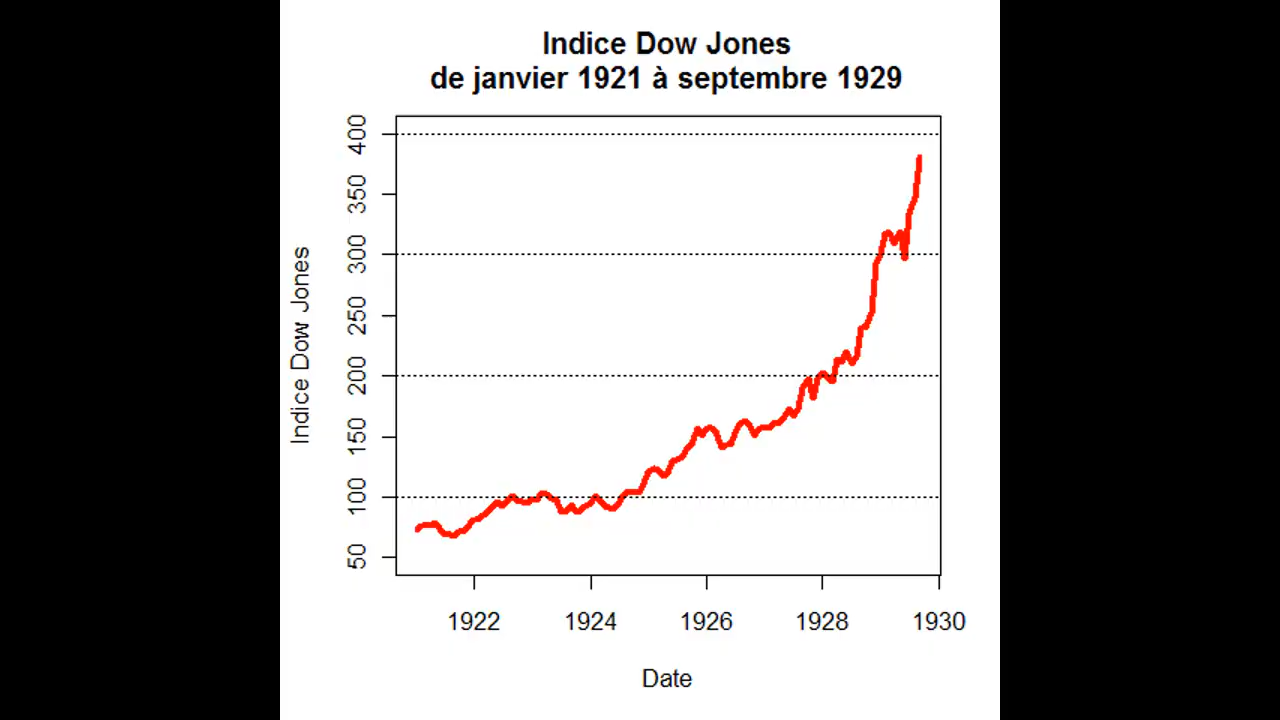 Indice Dow Jones
de janvier 1921 à septembre 1929
Indice Dow Jones
400
350
300
250
200
150
100
50
1922 1924 1926 1928 1930
Date